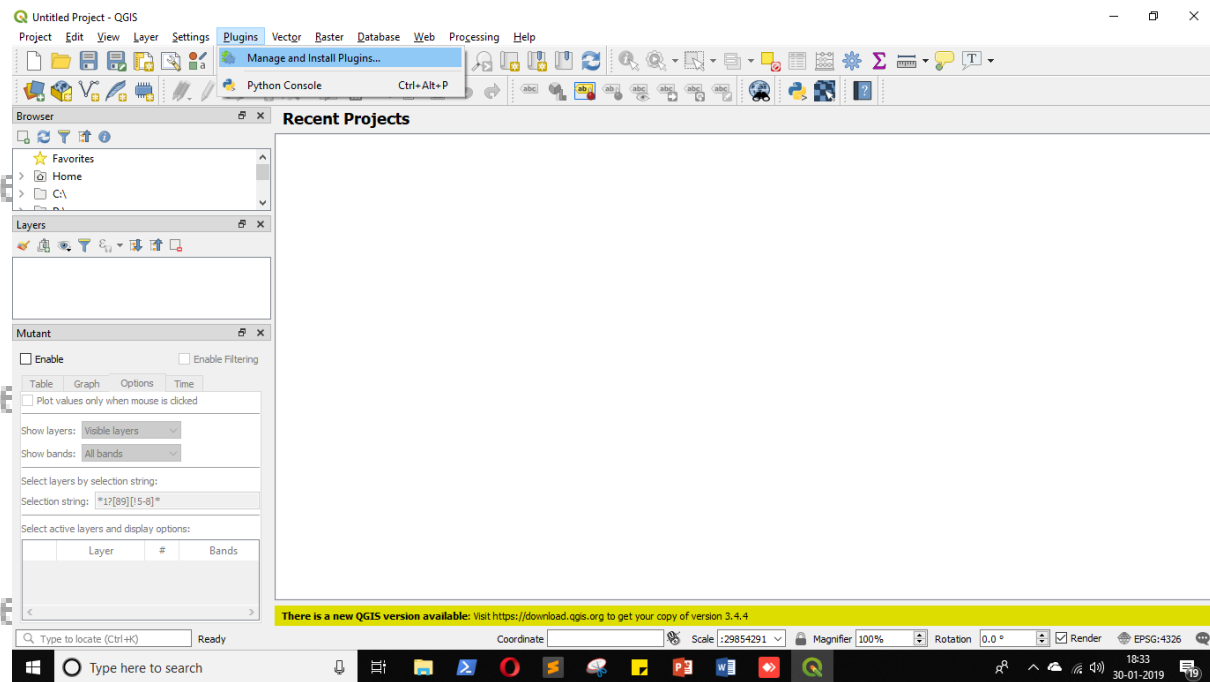 Untitled Project - QGIS
Project Edit View Layer Settings Plugins Vector Raster Database Web Processing Help
Manage and Install Plugins...
Python Console Ctrl+Alt+P
Browser
Recent Projects
Favorites
Home
C:\
Layers
Mutant
Enable Enable Filtering
Table Graph Options Time
Plot values only when mouse is clicked
Show layers: Visible layers
Show bands: All bands
Select layers by selection string:
Selection string: *1?[89][!5-8]*
Select active layers and display options:
Layer # Bands
There is a new QGIS version available: Visit https://download.qgis.org to get your copy of version 3.4.4
Type to locate (Ctrl+K) Ready Coordinate Scale :29854291 Magnifier 100% Rotation 0.0 ° Render EPSG:4326
Type here to search
18:33
30-01-2019
19